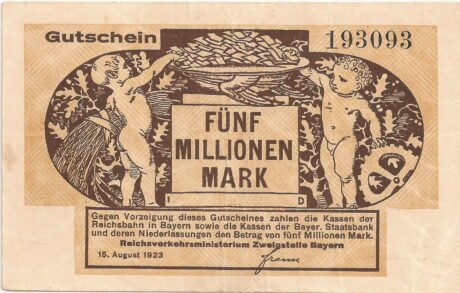 Gutschein 193093
FÜNF
MILLIONEN
MARK
I D
Gegen Vorzeigung dieses Gutscheines zahlen die Kassen der
Reichsbahn in Bayern sowie die Kassen der Bayer. Staatsbank
und deren Niederlassungen den Betrag von fünf Millionen Mark.
Reichsverkehrsministerium Zweigstelle Bayern
15. August 1923